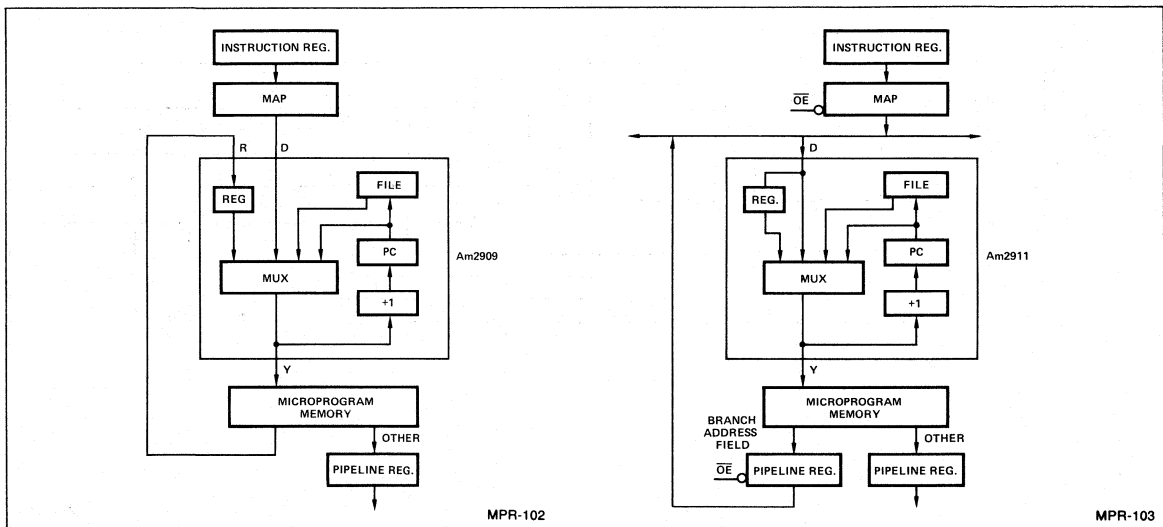 INSTRUCTION REG.
MAP
R
D
REG
FILE
PC
MUX
+1
Am2909
Y
MICROPROGRAM
MEMORY
OTHER
PIPELINE REG.
MPR-102
INSTRUCTION REG.
OE
MAP
D
REG.
FILE
PC
MUX
+1
Am2911
Y
MICROPROGRAM
MEMORY
BRANCH
ADDRESS
FIELD
OTHER
OE
PIPELINE REG.
PIPELINE REG.
MPR-103